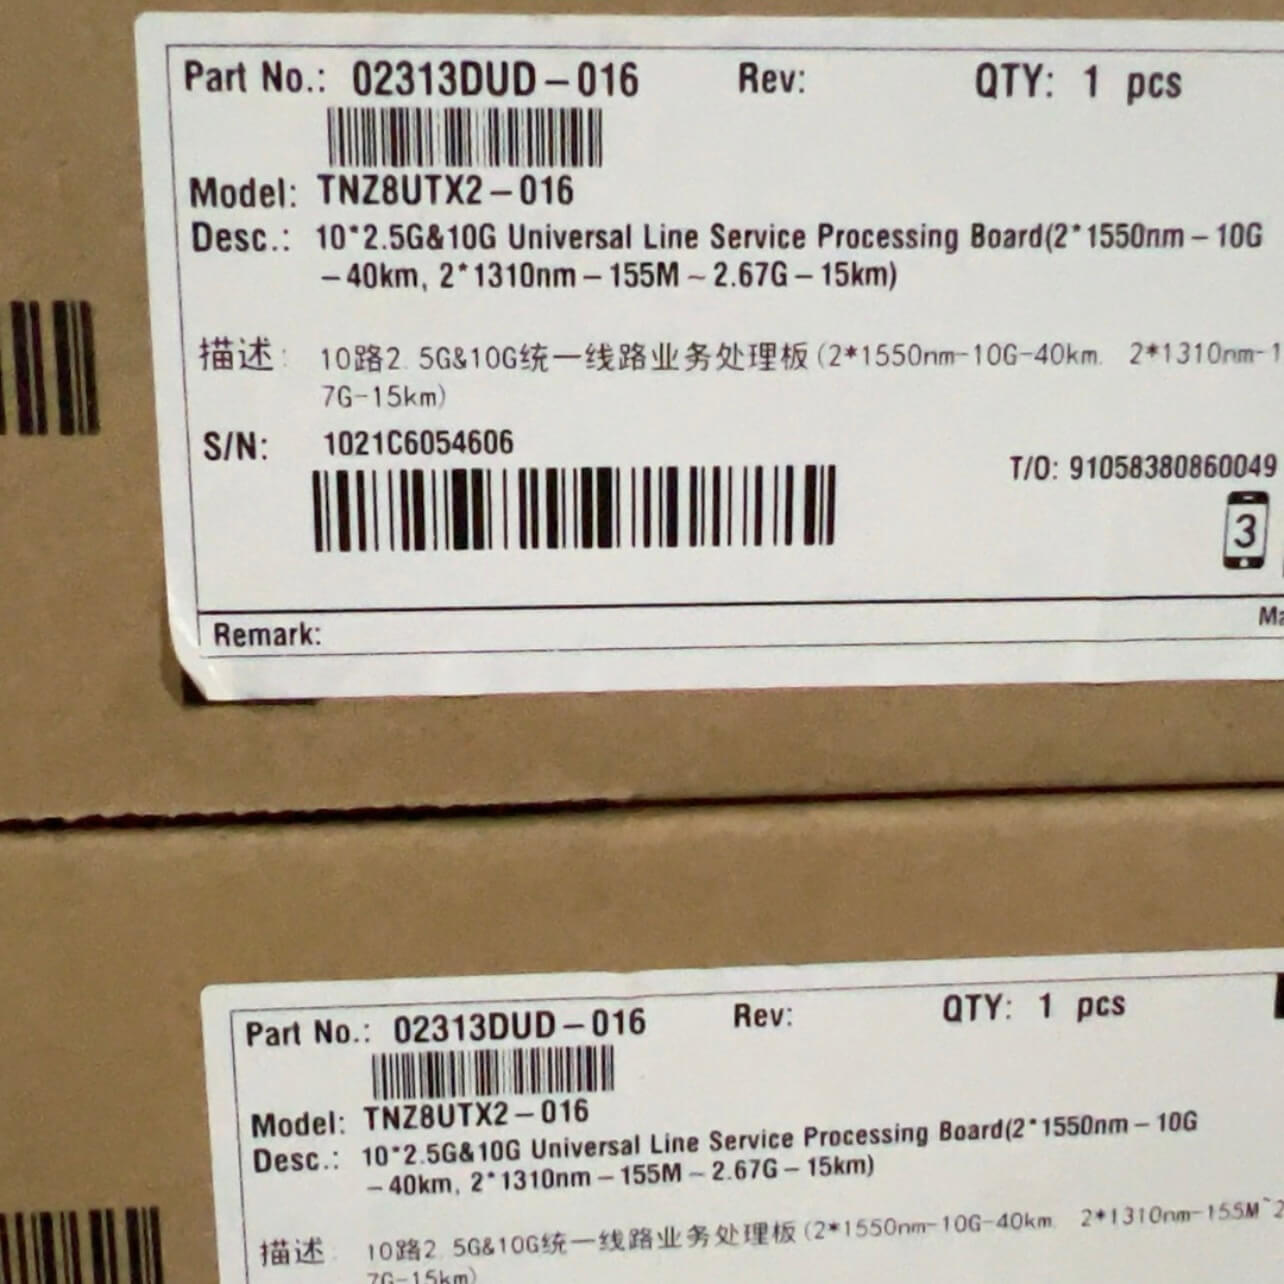 Part No.: 02313DUD-016 Rev: QTY: 1 pcs
Model: TNZ8UTX2-016
Desc.: 10*2.5G&10G Universal Line Service Processing Board(2*1550nm-10G
-40km, 2*1310nm-155M~2.67G-15km)
描述: 10路2.5G&10G统一线路业务处理板(2*1550nm-10G-40km, 2*1310nm-1
7G-15km)
S/N: 1021C6054606
T/O: 91058380860049
3
Remark: Ma
Part No.: 02313DUD-016 Rev: QTY: 1 pcs
Model: TNZ8UTX2-016
Desc.: 10*2.5G&10G Universal Line Service Processing Board(2*1550nm-10G
-40km, 2*1310nm-155M~2.67G-15km)
描述: 10路2.5G&10G统一线路业务处理板(2*1550nm-10G-40km, 2*1310nm-155M~2
7G-15km)